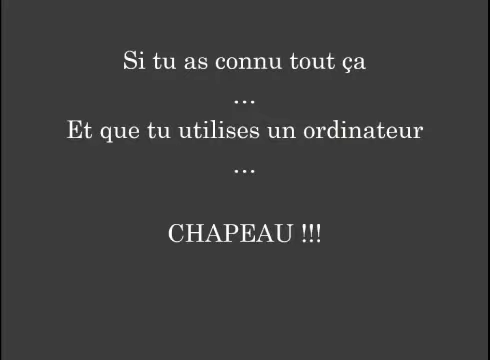 Si tu as connu tout ça
...
Et que tu utilises un ordinateur
...
CHAPEAU !!!